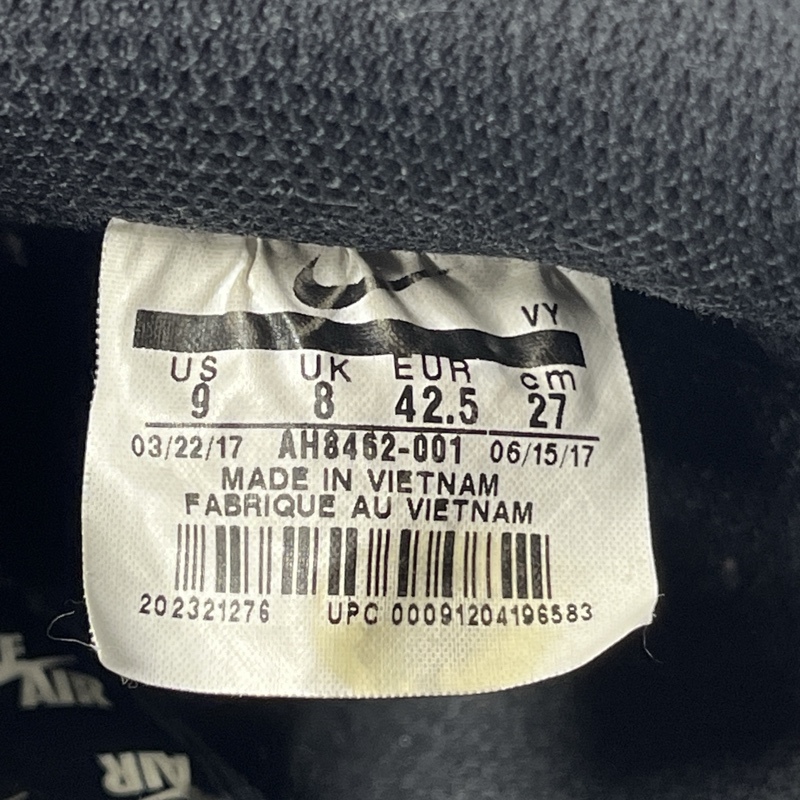 VY
US UK EUR cm
9 8 42.5 27
03/22/17 AH8462-001 06/15/17
MADE IN VIETNAM
FABRIQUE AU VIETNAM
202321276 UPC 00091204196583
AIR
AIR